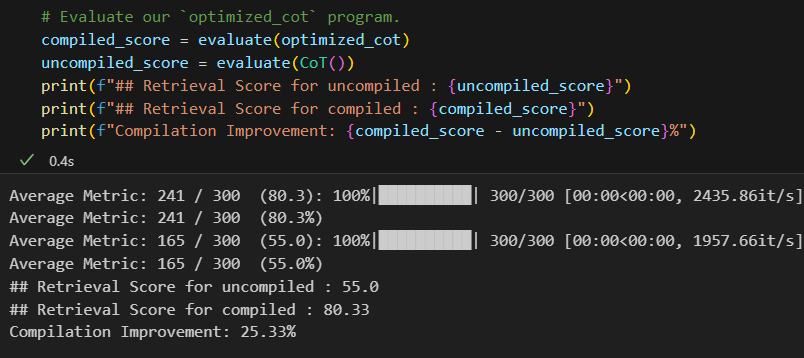 # Evaluate our `optimized_cot` program.
compiled_score = evaluate(optimized_cot)
uncompiled_score = evaluate(CoT())
print(f"## Retrieval Score for uncompiled : {uncompiled_score}")
print(f"## Retrieval Score for compiled : {compiled_score}")
print(f"Compilation Improvement: {compiled_score - uncompiled_score}%")
✓ 0.4s
Average Metric: 241 / 300  (80.3): 100%|██████████| 300/300 [00:00<00:00, 2435.86it/s]
Average Metric: 241 / 300  (80.3%)
Average Metric: 165 / 300  (55.0): 100%|██████████| 300/300 [00:00<00:00, 1957.66it/s]
Average Metric: 165 / 300  (55.0%)
## Retrieval Score for uncompiled : 55.0
## Retrieval Score for compiled : 80.33
Compilation Improvement: 25.33%